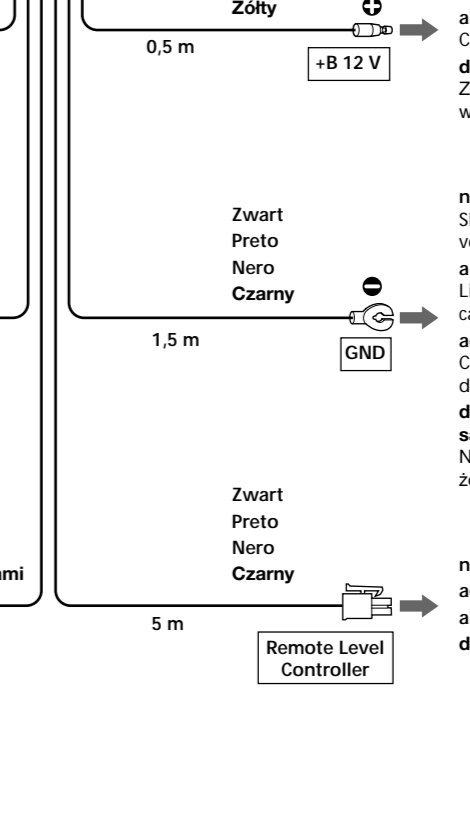 Żółty
0,5 m
+B 12 V
Zwart
Preto
Nero
Czarny
1,5 m
GND
Zwart
Preto
Nero
Czarny
5 m
Remote Level
Controller